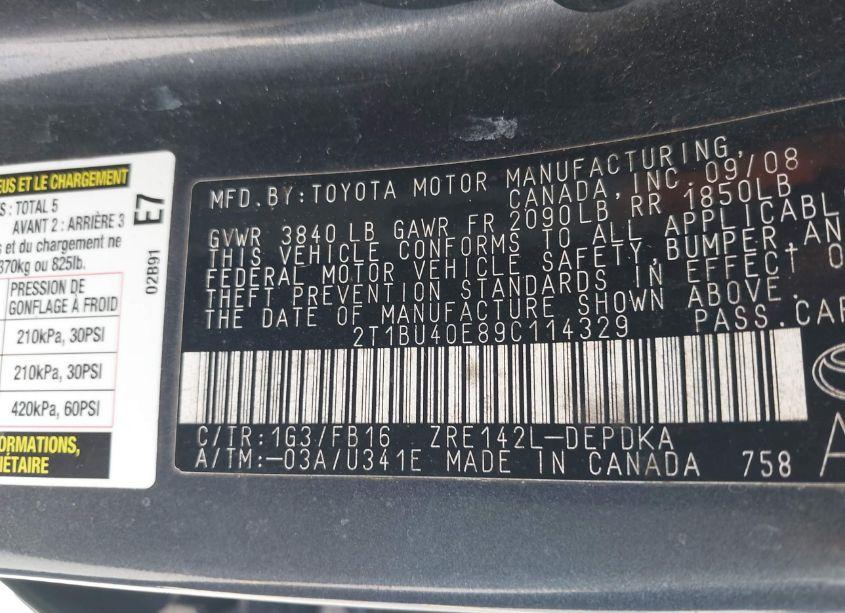 EUS ET LE CHARGEMENT
S : TOTAL 5
AVANT 2 : ARRIÈRE 3
s et du chargement ne
370kg ou 825lb.
PRESSION DE
GONFLAGE À FROID
210kPa, 30PSI
210kPa, 30PSI
420kPa, 60PSI
ORMATIONS,
IÉTAIRE
E7
02B91
MFD.BY:TOYOTA MOTOR MANUFACTURING,
CANADA, INC. 09/08
GVWR 3840 LB GAWR FR 2090LB RR 1850LB
THIS VEHICLE CONFORMS TO ALL APPLICABL
FEDERAL MOTOR VEHICLE SAFETY,BUMPER,AN
THEFT PREVENTION STANDARDS IN EFFECT O
THE DATE OF MANUFACTURE SHOWN ABOVE.
2T1BU40E89C114329 PASS.CAR
C/TR:1G3/FB16 ZRE142L-DEPDKA
A/TM:-03A/U341E MADE IN CANADA 758
A